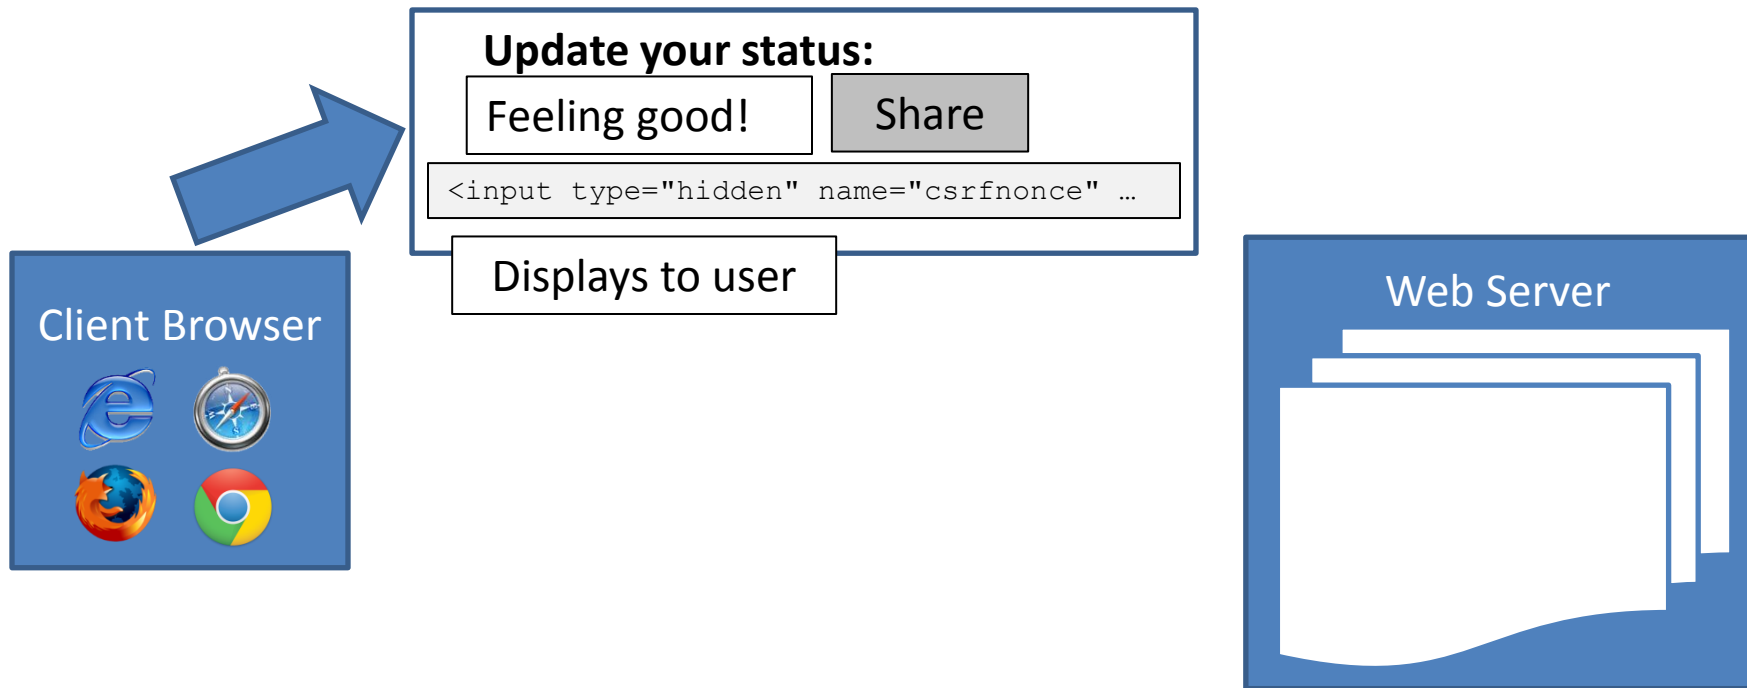 Update your status:
Feeling good!
Share
<input type="hidden" name="csrfnonce" …
Displays to user
Client Browser
Web Server